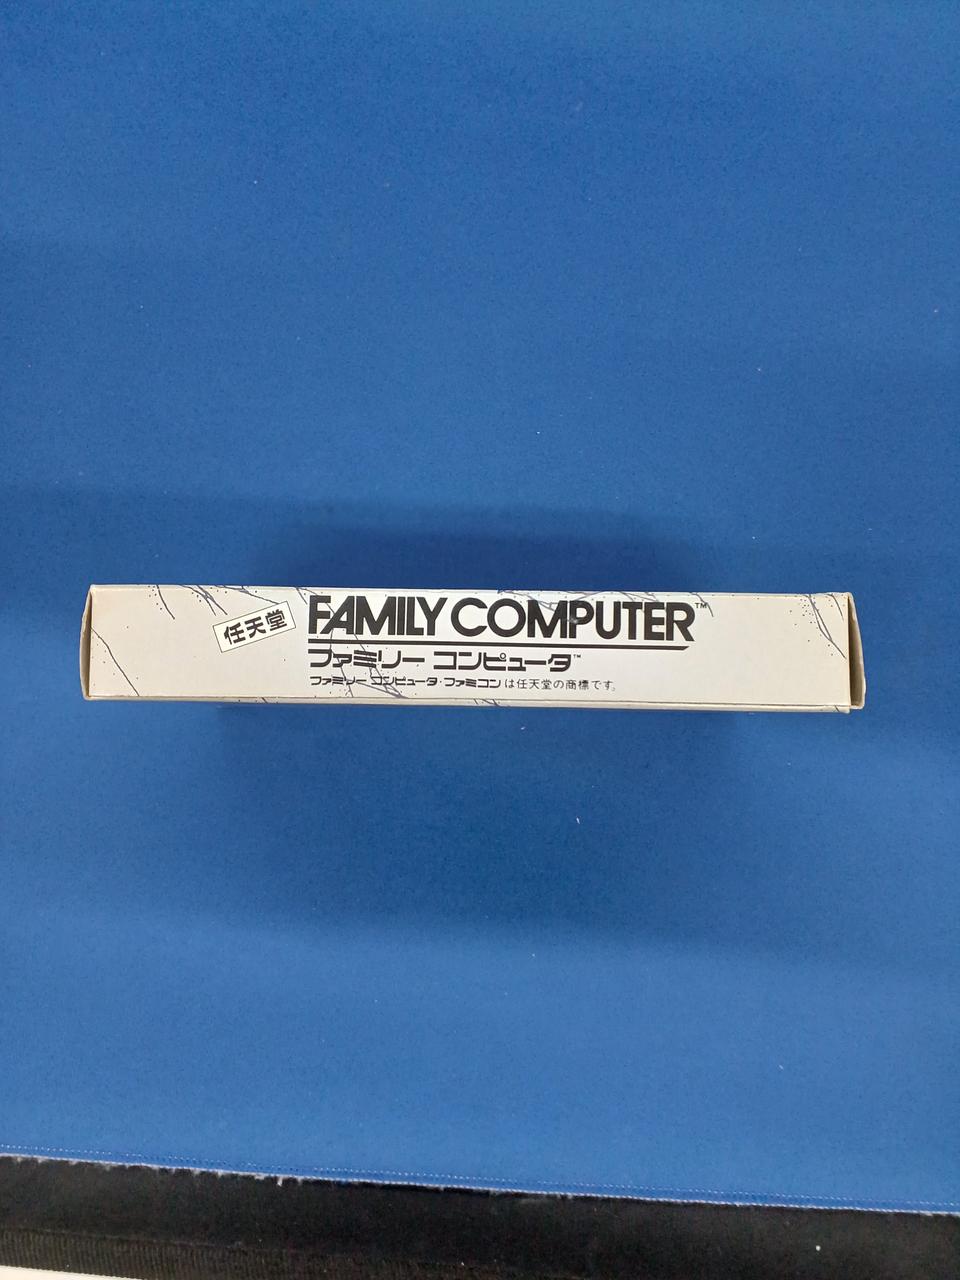 任天堂
FAMILY COMPUTER™
ファミリー コンピュータ™
ファミリー コンピュータ・ファミコンは任天堂の商標です。